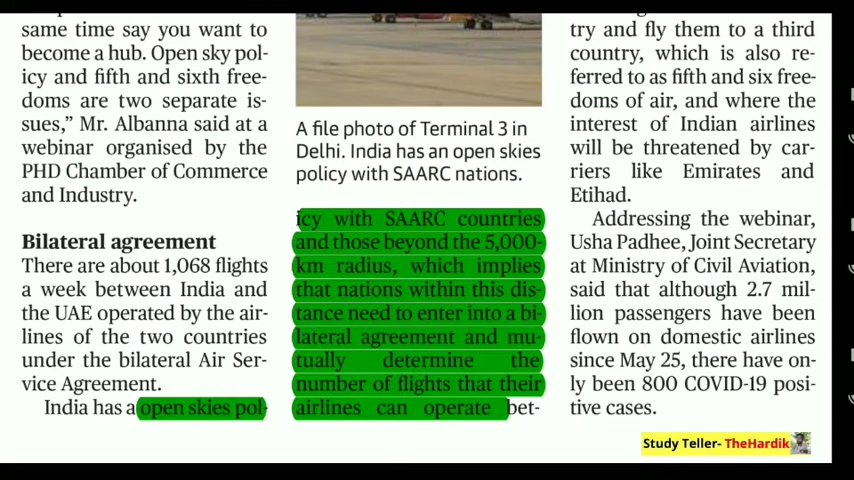 same time say you want to
become a hub. Open sky pol-
icy and fifth and sixth free-
doms are two separate is-
sues,” Mr. Albanna said at a
webinar organised by the
PHD Chamber of Commerce
and Industry.
Bilateral agreement
There are about 1,068 flights
a week between India and
the UAE operated by the air-
lines of the two countries
under the bilateral Air Ser-
vice Agreement.
India has a open skies pol-
A file photo of Terminal 3 in
Delhi. India has an open skies
policy with SAARC nations.
icy with SAARC countries
and those beyond the 5,000-
km radius, which implies
that nations within this dis-
tance need to enter into a bi-
lateral agreement and mu-
tually determine the
number of flights that their
airlines can operate bet-
try and fly them to a third
country, which is also re-
ferred to as fifth and six free-
doms of air, and where the
interest of Indian airlines
will be threatened by car-
riers like Emirates and
Etihad.
Addressing the webinar,
Usha Padhee, Joint Secretary
at Ministry of Civil Aviation,
said that although 2.7 mil-
lion passengers have been
flown on domestic airlines
since May 25, there have on-
ly been 800 COVID-19 posi-
tive cases.
Study Teller- TheHardik